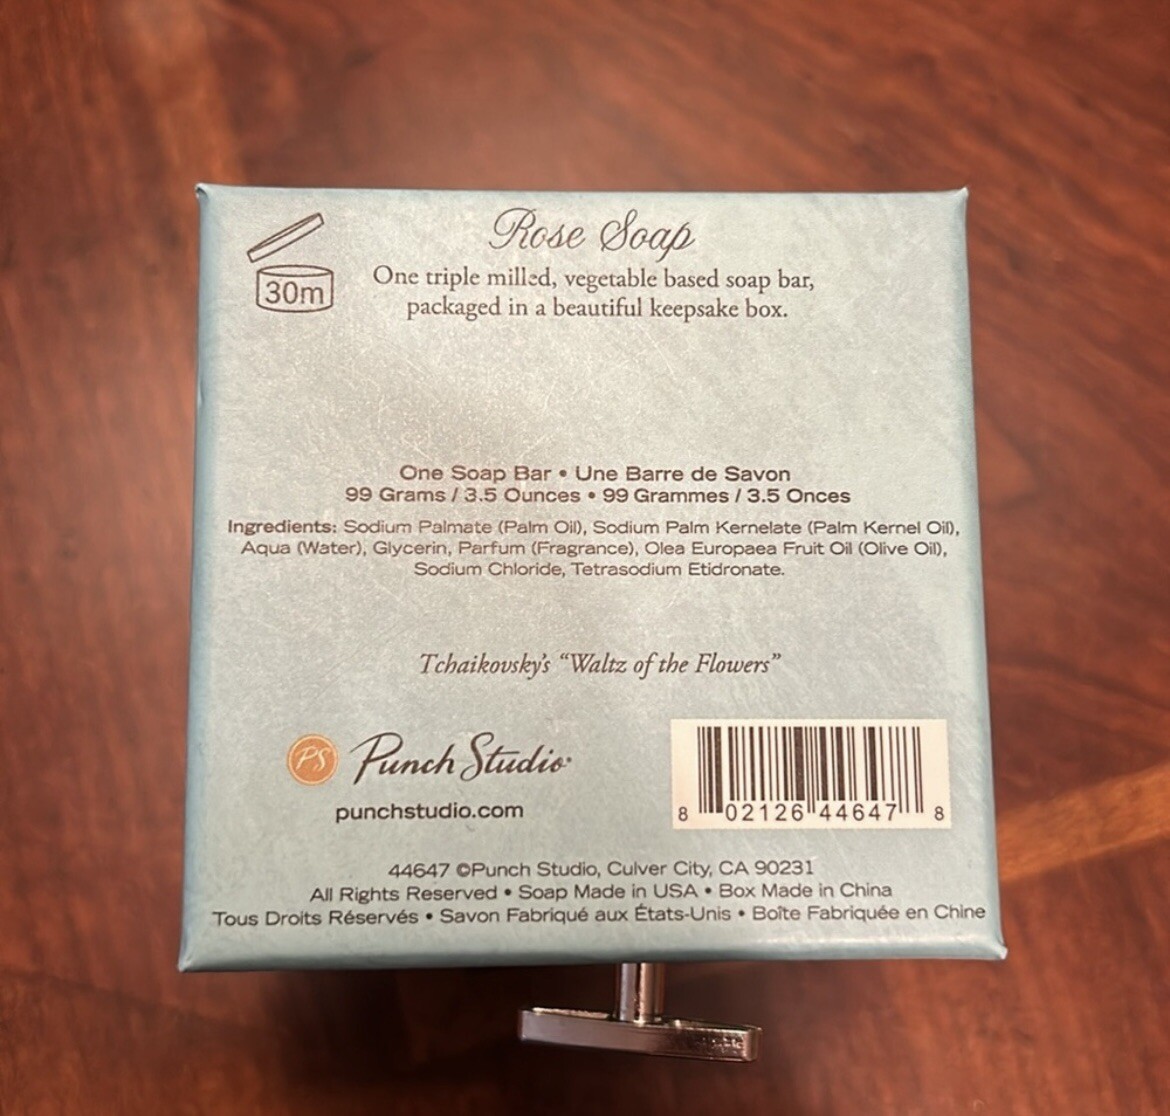 Rose Soap
30m
One triple milled, vegetable based soap bar,
packaged in a beautiful keepsake box.
One Soap Bar • Une Barre de Savon
99 Grams / 3.5 Ounces • 99 Grammes / 3.5 Onces
Ingredients: Sodium Palmate (Palm Oil), Sodium Palm Kernelate (Palm Kernel Oil),
Aqua (Water), Glycerin, Parfum (Fragrance), Olea Europaea Fruit Oil (Olive Oil),
Sodium Chloride, Tetrasodium Etidronate.
Tchaikovsky's “Waltz of the Flowers”
PS Punch Studio
punchstudio.com
8 02126 44647 8
44647 ©Punch Studio, Culver City, CA 90231
All Rights Reserved • Soap Made in USA • Box Made in China
Tous Droits Réservés • Savon Fabriqué aux États-Unis • Boîte Fabriquée en Chine